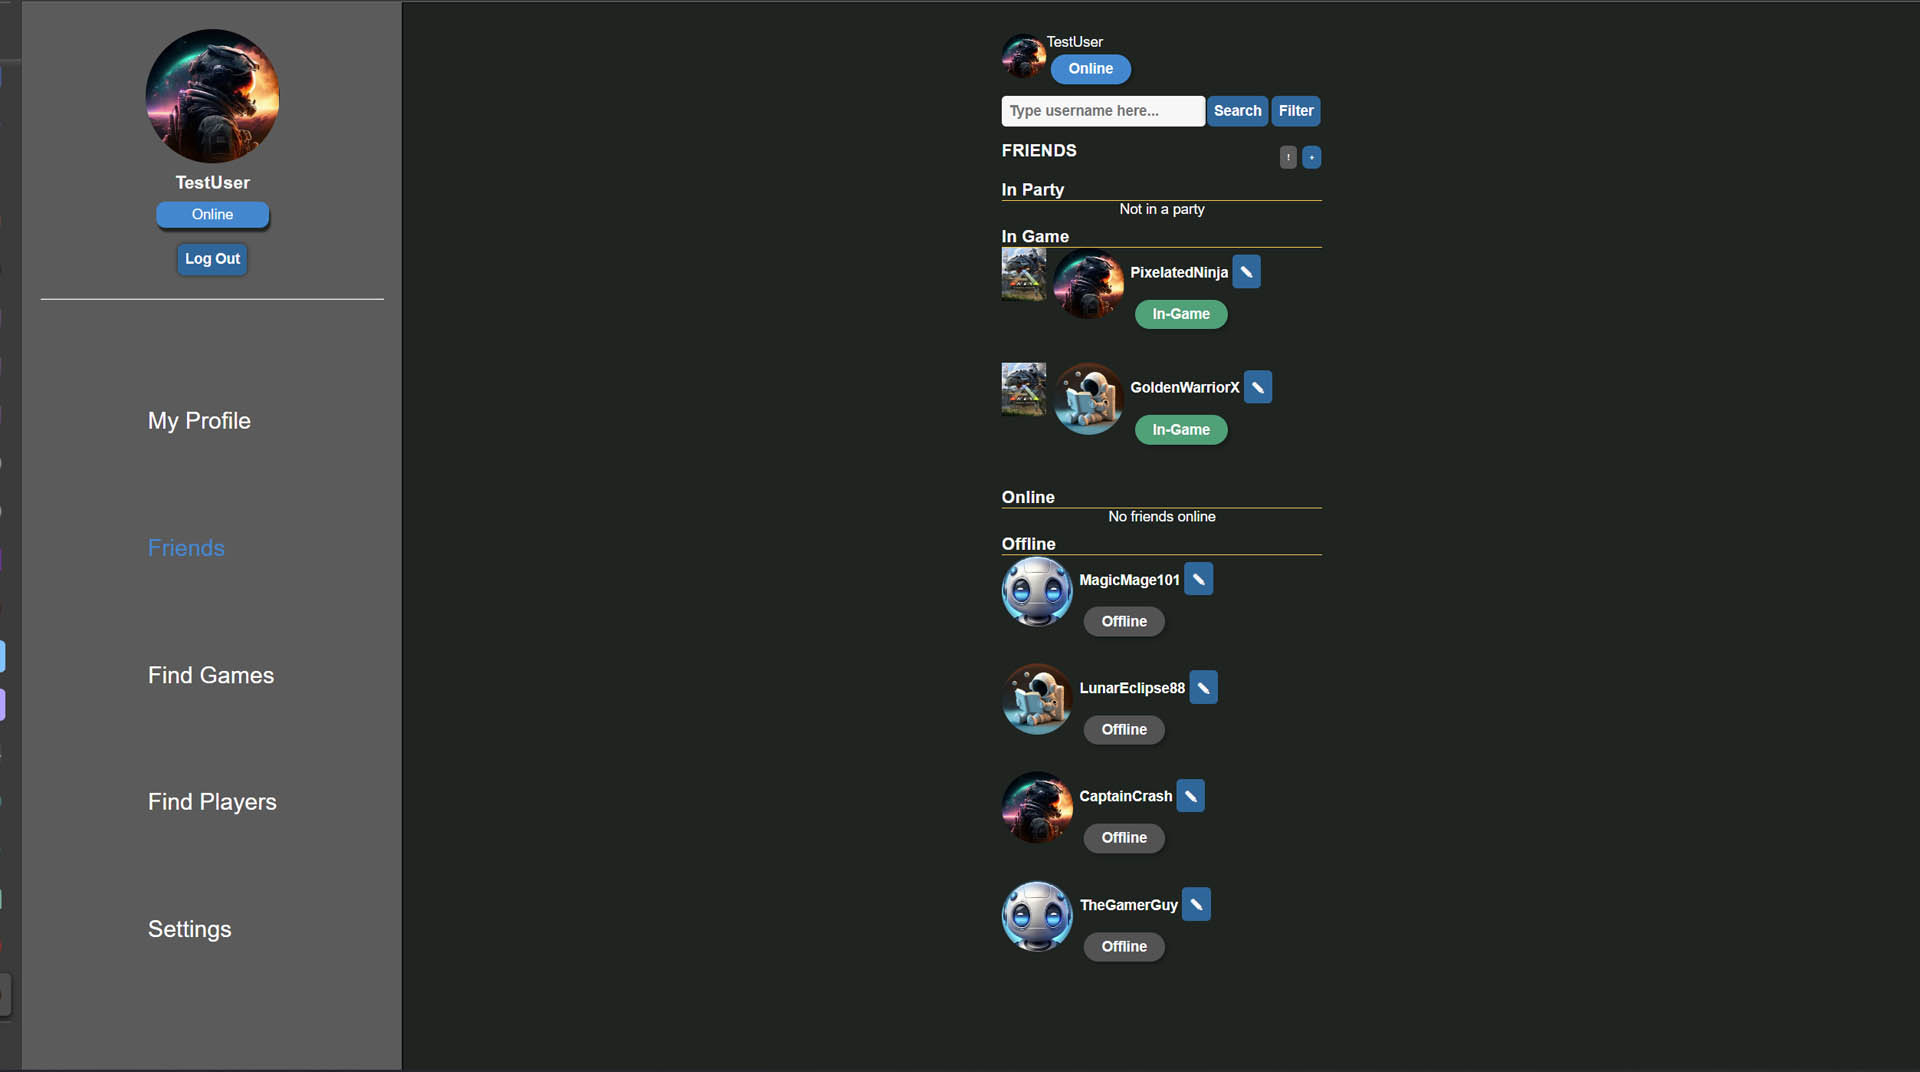 TestUser
Online
Log Out
My Profile
Friends
Find Games
Find Players
Settings
TestUser
Online
Type username here...
Search
Filter
FRIENDS
!
+
In Party
Not in a party
In Game
PixelatedNinja
In-Game
GoldenWarriorX
In-Game
Online
No friends online
Offline
MagicMage101
Offline
LunarEclipse88
Offline
CaptainCrash
Offline
TheGamerGuy
Offline